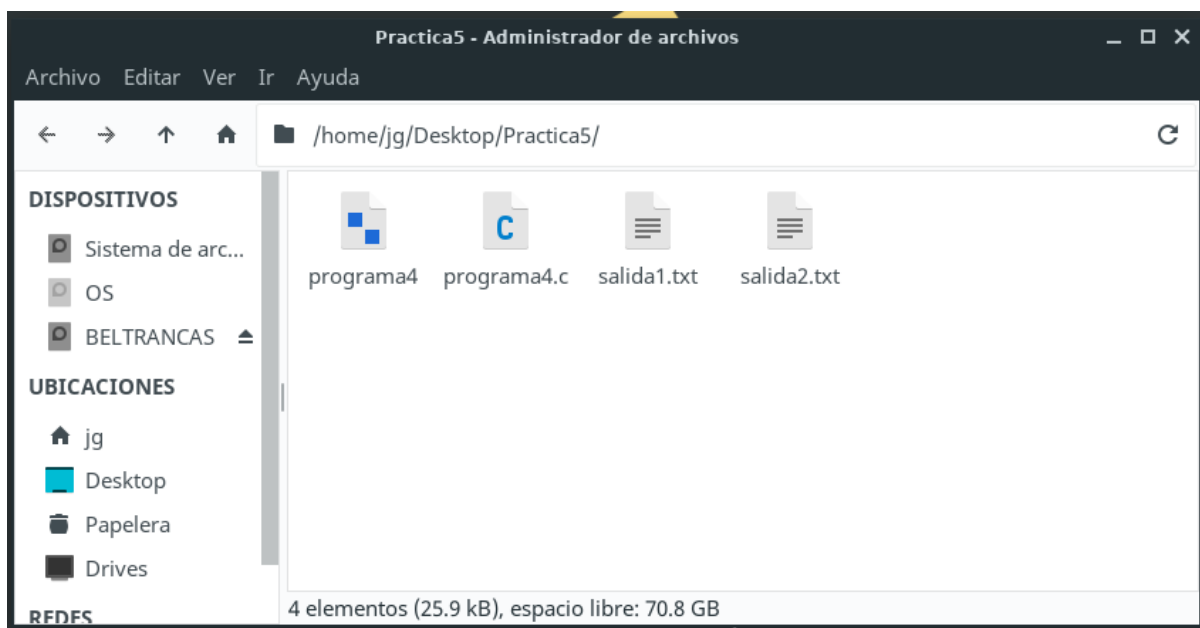 Practica5 - Administrador de archivos
Archivo Editar Ver Ir Ayuda
/home/jg/Desktop/Practica5/
DISPOSITIVOS
Sistema de arc...
OS
BELTRANCAS
UBICACIONES
jg
Desktop
Papelera
Drives
REDES
programa4 programa4.c salida1.txt salida2.txt
4 elementos (25.9 kB), espacio libre: 70.8 GB